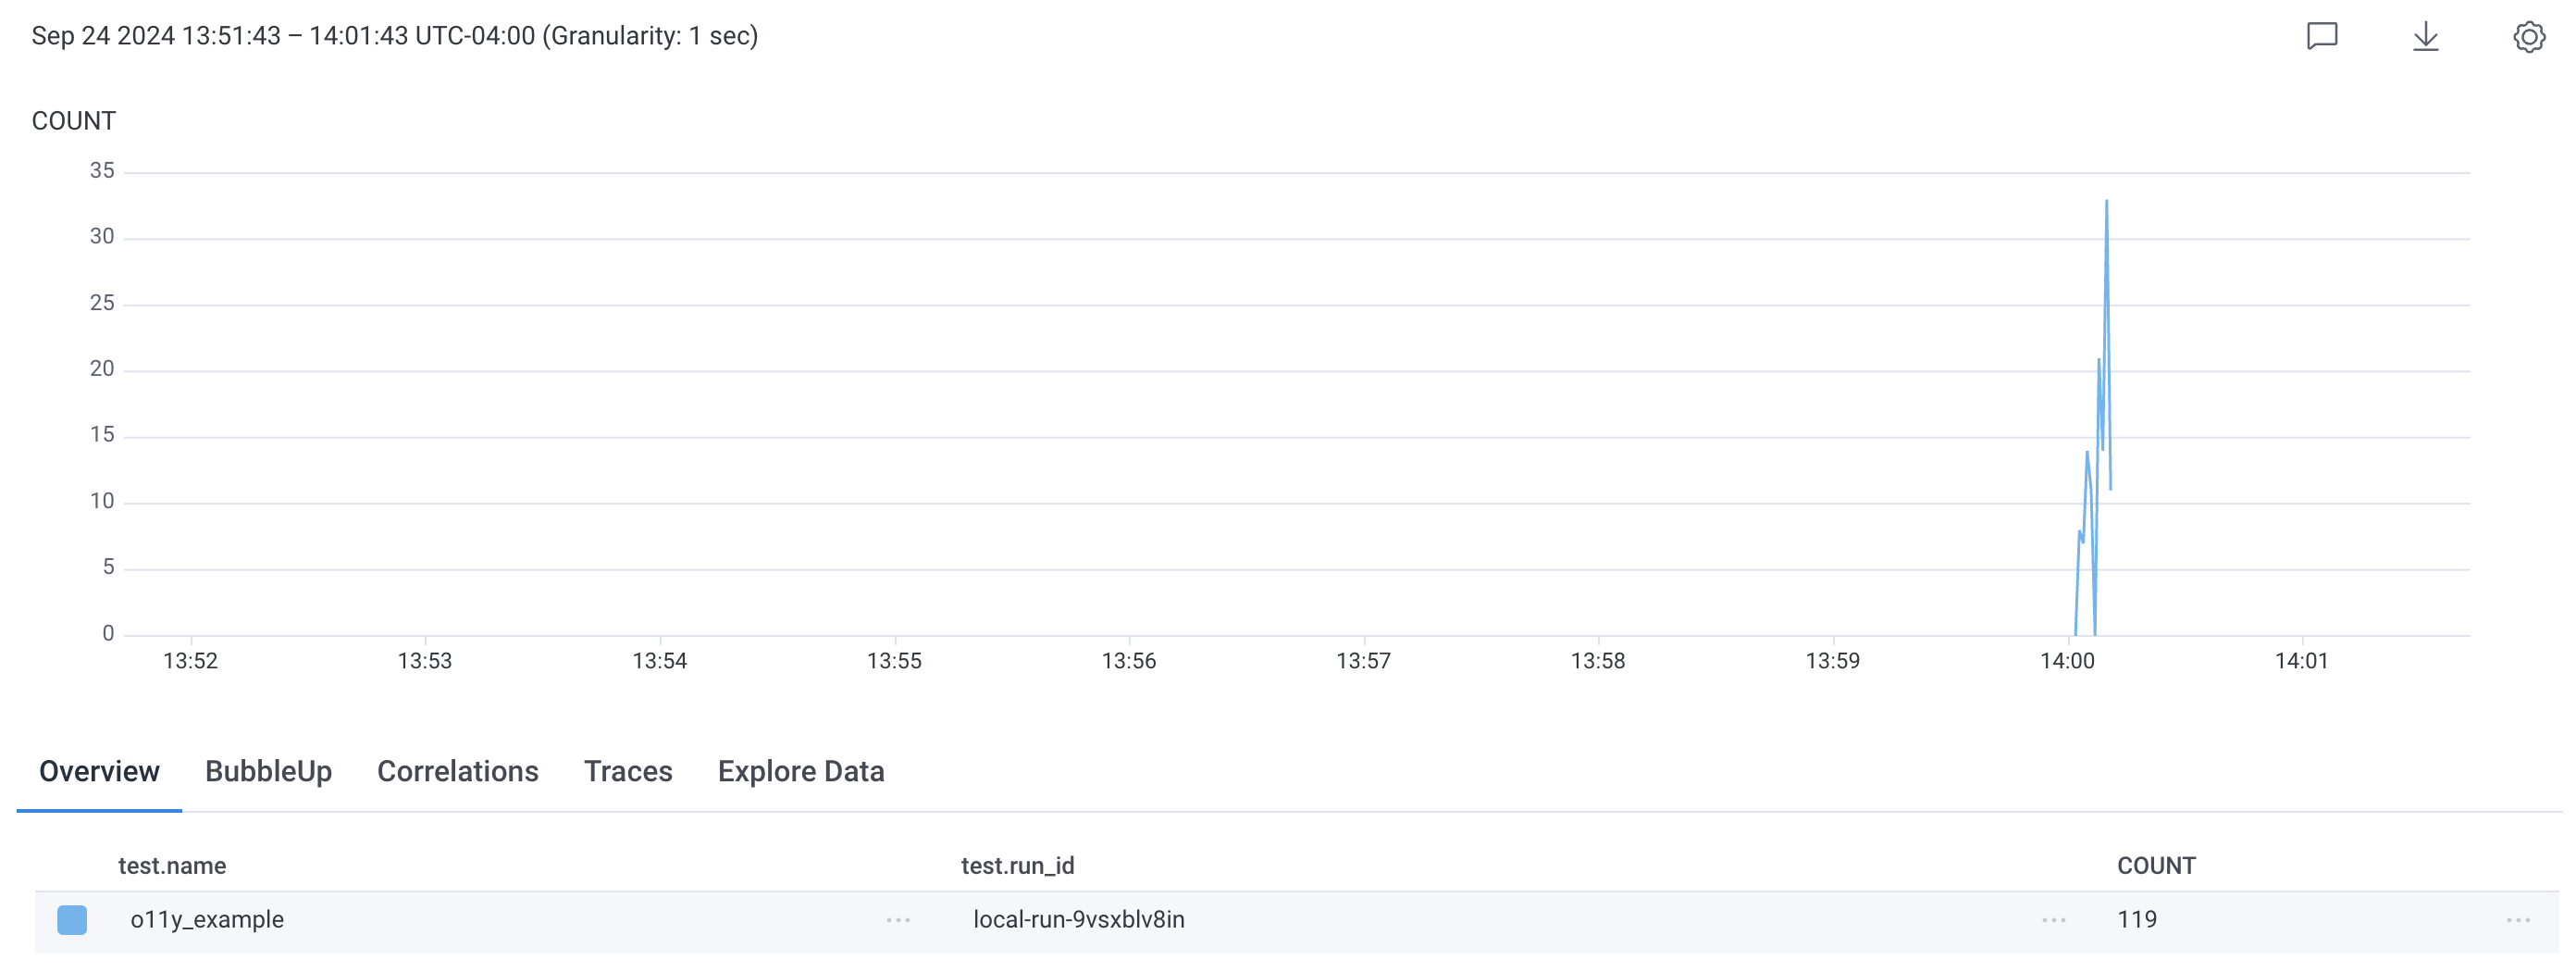 Sep 24 2024 13:51:43 – 14:01:43 UTC-04:00 (Granularity: 1 sec)
COUNT
35
30
25
20
15
10
5
0
13:52 13:53 13:54 13:55 13:56 13:57 13:58 13:59 14:00 14:01
Overview BubbleUp Correlations Traces Explore Data
test.name test.run_id COUNT
o11y_example ··· local-run-9vsxblv8in ··· 119 ···